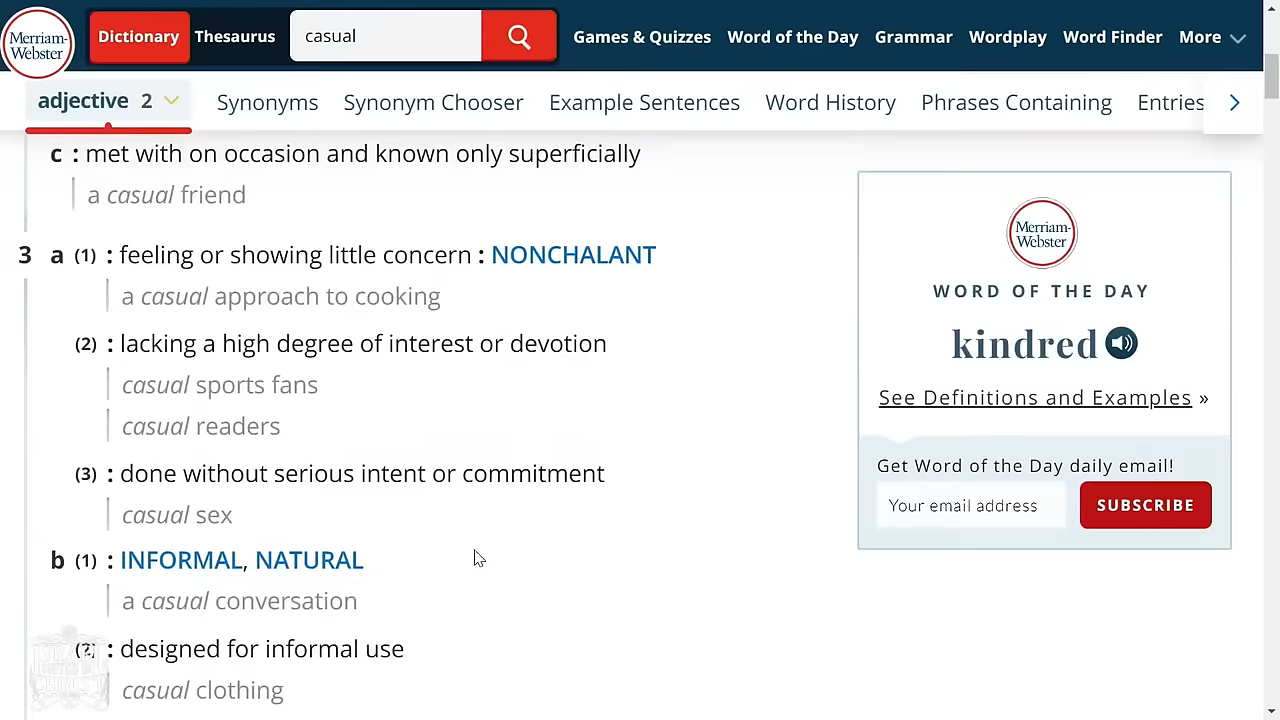 Merriam-
Webster
Dictionary
Thesaurus
casual
Games & Quizzes
Word of the Day
Grammar
Wordplay
Word Finder
More
adjective 2
Synonyms
Synonym Chooser
Example Sentences
Word History
Phrases Containing
Entries
c : met with on occasion and known only superficially
a casual friend
3 a (1) : feeling or showing little concern : NONCHALANT
a casual approach to cooking
(2) : lacking a high degree of interest or devotion
casual sports fans
casual readers
(3) : done without serious intent or commitment
casual sex
b (1) : INFORMAL, NATURAL
a casual conversation
(2) : designed for informal use
casual clothing
Merriam-
Webster
WORD OF THE DAY
kindred
See Definitions and Examples »
Get Word of the Day daily email!
Your email address
SUBSCRIBE